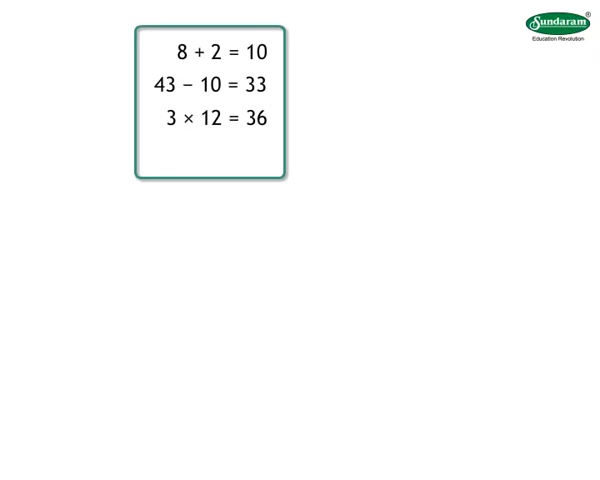 8 + 2 = 10
43 − 10 = 33
3 × 12 = 36
Sundaram®
Education Revolution